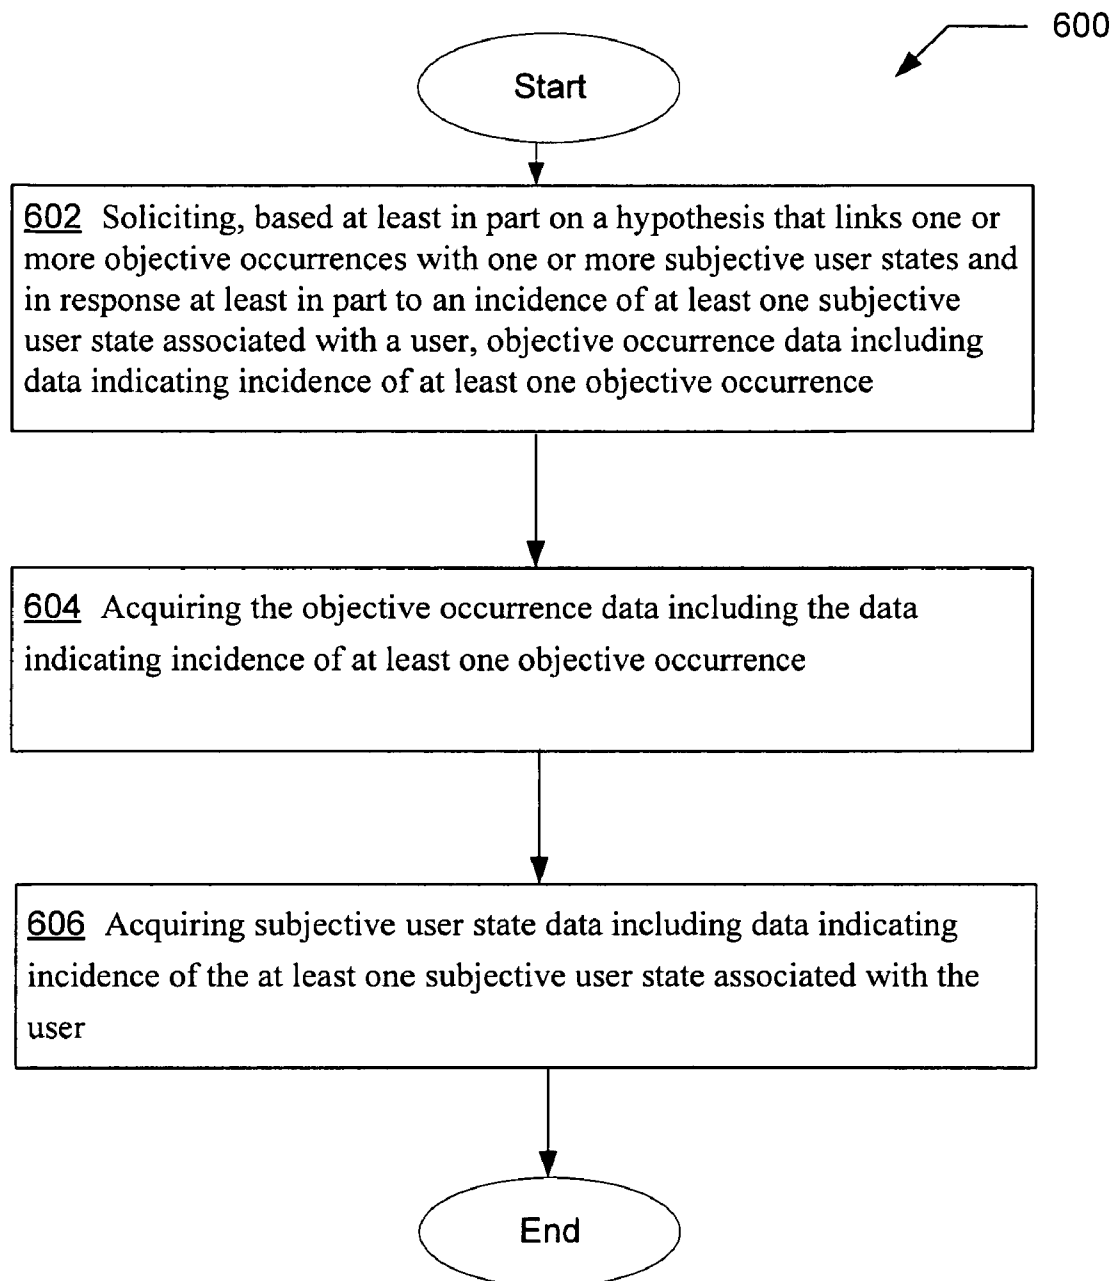 600
Start
602 Soliciting, based at least in part on a hypothesis that links one or
more objective occurrences with one or more subjective user states and
in response at least in part to an incidence of at least one subjective
user state associated with a user, objective occurrence data including
data indicating incidence of at least one objective occurrence
604 Acquiring the objective occurrence data including the data
indicating incidence of at least one objective occurrence
606 Acquiring subjective user state data including data indicating
incidence of the at least one subjective user state associated with the
user
End